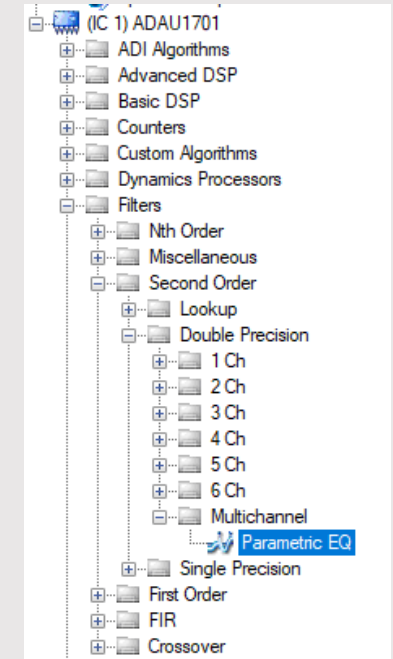 (IC 1) ADAU1701
ADI Algorithms
Advanced DSP
Basic DSP
Counters
Custom Algorithms
Dynamics Processors
Filters
Nth Order
Miscellaneous
Second Order
Lookup
Double Precision
1 Ch
2 Ch
3 Ch
4 Ch
5 Ch
6 Ch
Multichannel
Parametric EQ
Single Precision
First Order
FIR
Crossover